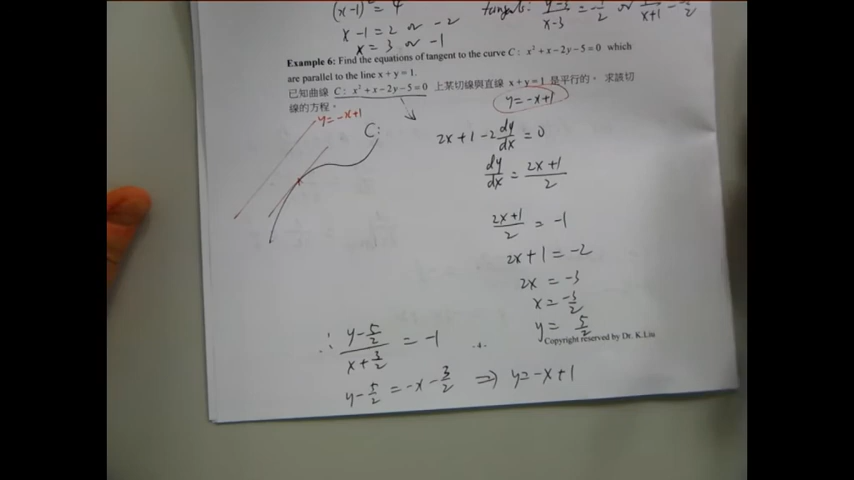 (x-1)² = 4
x-1 = 2 or -2
x = 3 or -1
tangent: y-3/x-3 = -1/2 or
Example 6: Find the equations of tangent to the curve C: x² + x - 2y - 5 = 0 which
are parallel to the line x + y = 1.
已知曲線 C: x² + x - 2y - 5 = 0 上某切線與直線 x + y = 1 是平行的。 求該切
線的方程。
y = -x+1
y = -x+1
C:
2x+1-2 dy/dx = 0
dy/dx = 2x+1/2
2x+1/2 = -1
2x+1 = -2
2x = -3
x = -3/2
y = 5/2
∴ y-5/2 / x+3/2 = -1
-4-
Copyright reserved by Dr. K.Liu
y-5/2 = -x-3/2 ⇒ y = -x+1